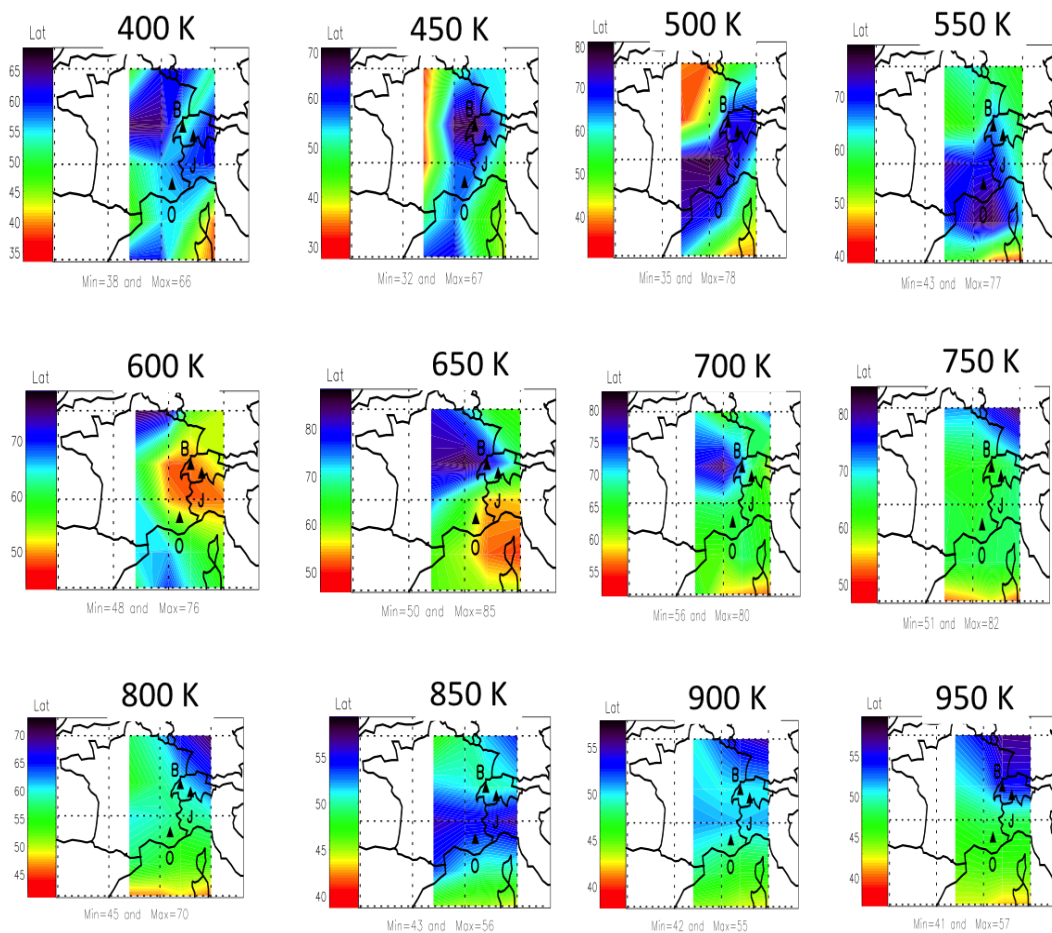 400 K 450 K 500 K 550 K
Lat Lat Lat Lat
65 70 80 80
60 60 70 70
55 50 60 60
50 40 50 50
45 30 40 40
40
35
B B B B
J J J J
O O O O
Min=38 and Max=66 Min=32 and Max=67 Min=35 and Max=78 Min=43 and Max=77
600 K 650 K 700 K 750 K
Lat Lat Lat Lat
70 80 80 80
60 70 75 70
50 60 70 60
50 65 50
60
55
B B B B
J J J J
O O O O
Min=48 and Max=76 Min=50 and Max=85 Min=56 and Max=80 Min=51 and Max=82
800 K 850 K 900 K 950 K
Lat Lat Lat Lat
70 55 55 55
65 50 50 50
60 45 45 45
55 40 40 40
50
45
B B B B
J J J J
O O O O
Min=45 and Max=70 Min=43 and Max=56 Min=42 and Max=55 Min=41 and Max=57